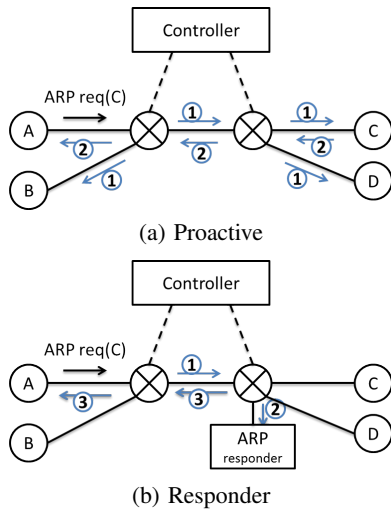 Controller
ARP req(C)
1 1
A C
2 2 2
B 1 1 D
(a) Proactive
Controller
ARP req(C)
1
A C
3 3 2
B D
ARP
responder
(b) Responder